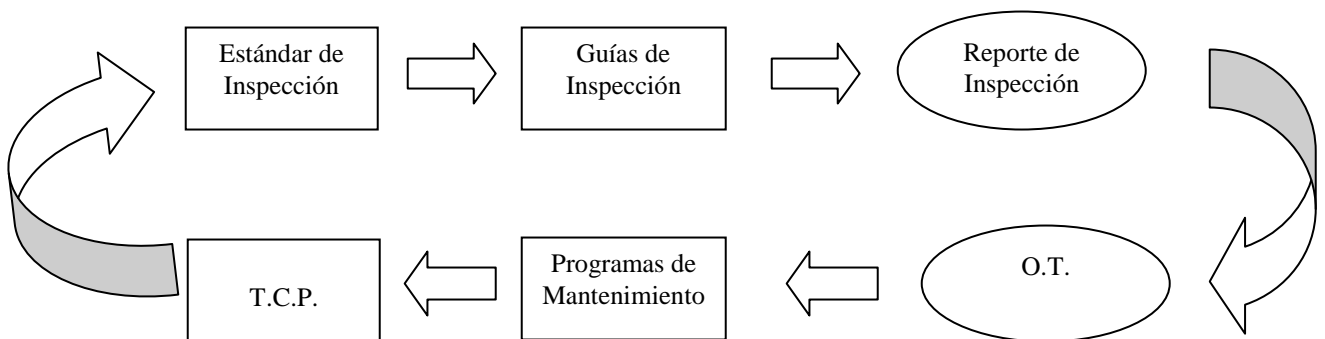 Estándar de
Inspección
Guías de
Inspección
Reporte de
Inspección
T.C.P.
Programas de
Mantenimiento
O.T.